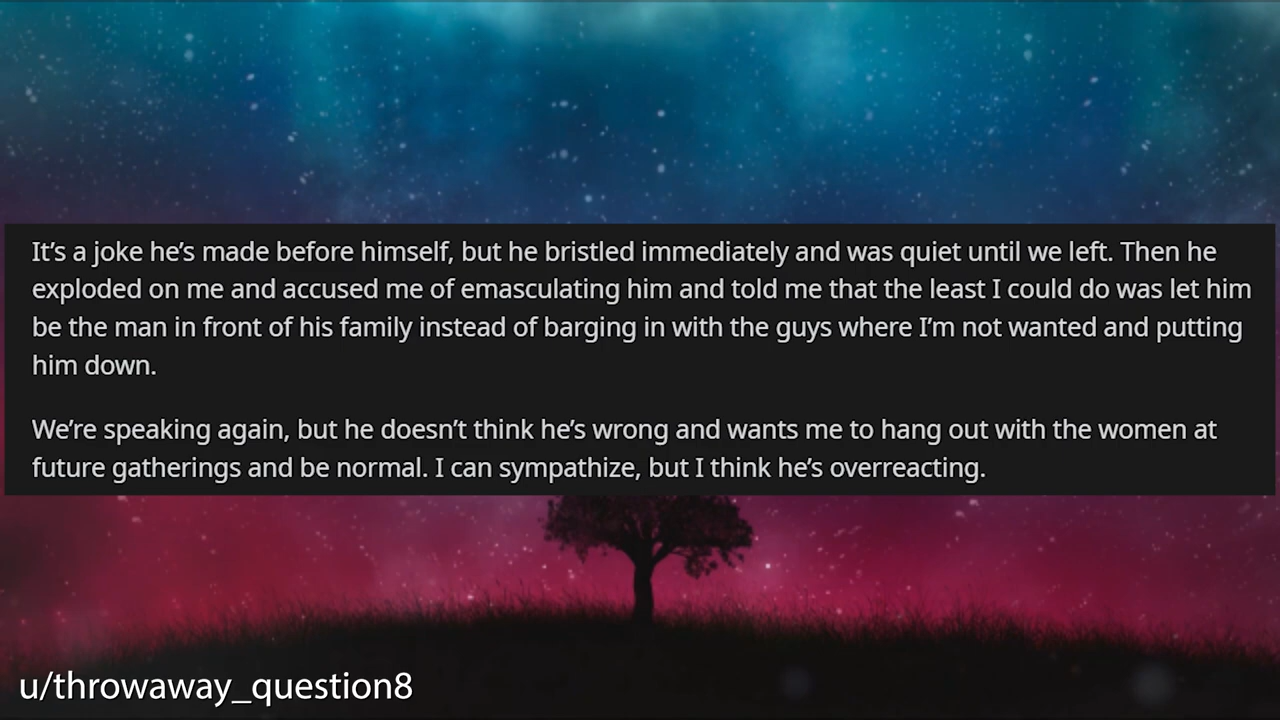 It’s a joke he’s made before himself, but he bristled immediately and was quiet until we left. Then he
exploded on me and accused me of emasculating him and told me that the least I could do was let him
be the man in front of his family instead of barging in with the guys where I’m not wanted and putting
him down.
We’re speaking again, but he doesn’t think he’s wrong and wants me to hang out with the women at
future gatherings and be normal. I can sympathize, but I think he’s overreacting.
u/throwaway_question8